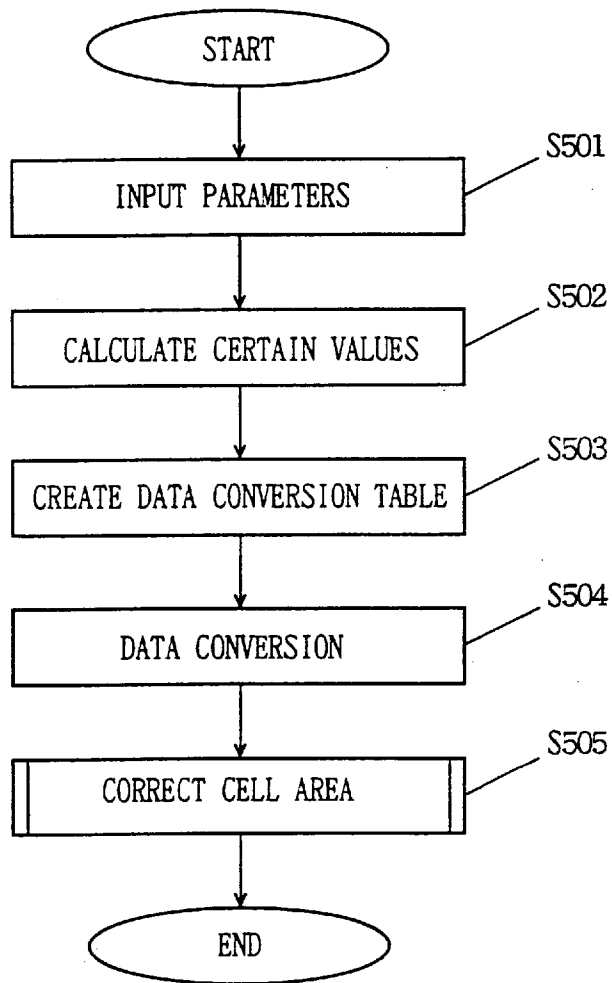 START
S501
INPUT PARAMETERS
S502
CALCULATE CERTAIN VALUES
S503
CREATE DATA CONVERSION TABLE
S504
DATA CONVERSION
S505
CORRECT CELL AREA
END